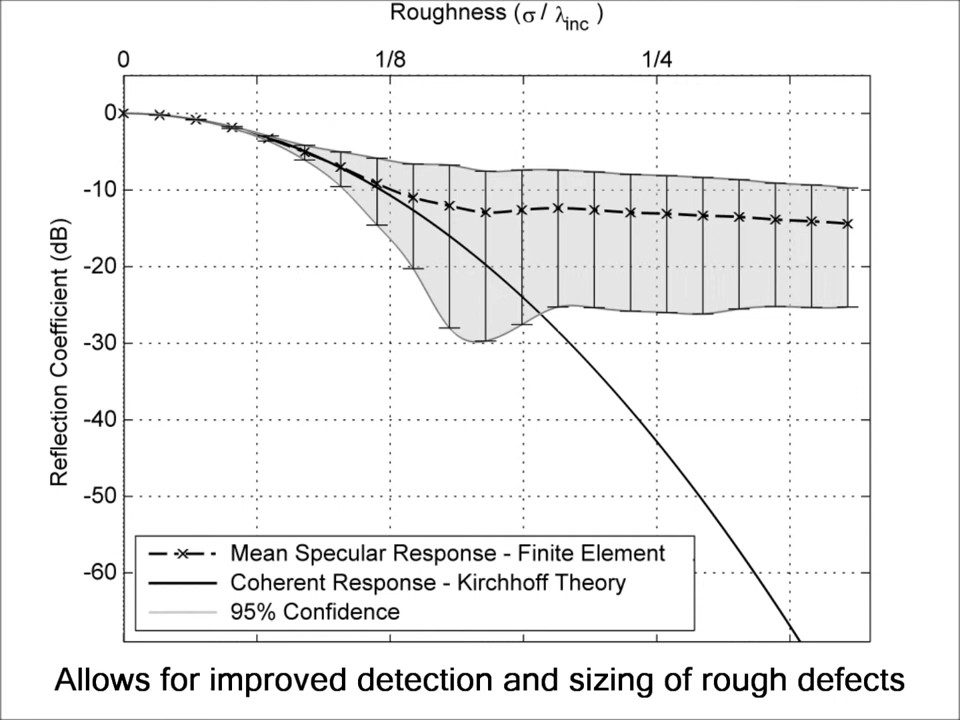 Roughness (σ / λinc )
0 1/8 1/4
0
-10
-20
-30
-40
-50
-60
Reflection Coefficient (dB)
Mean Specular Response - Finite Element
Coherent Response - Kirchhoff Theory
95% Confidence
Allows for improved detection and sizing of rough defects